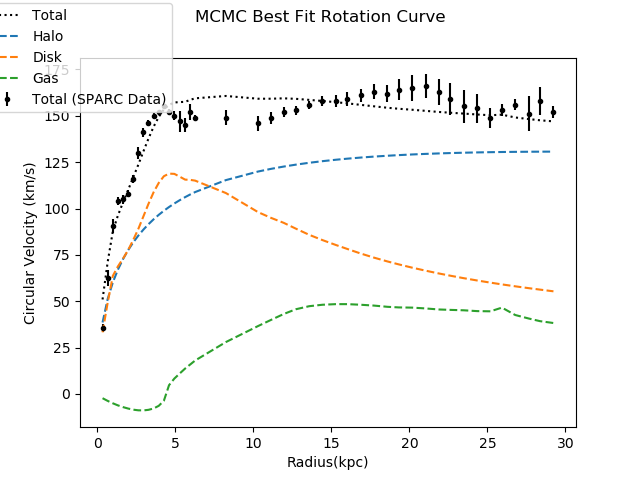 MCMC Best Fit Rotation Curve
Total
Halo
Disk
Gas
Total (SPARC Data)
175
150
125
100
75
50
25
0
Circular Velocity (km/s)
0 5 10 15 20 25 30
Radius(kpc)